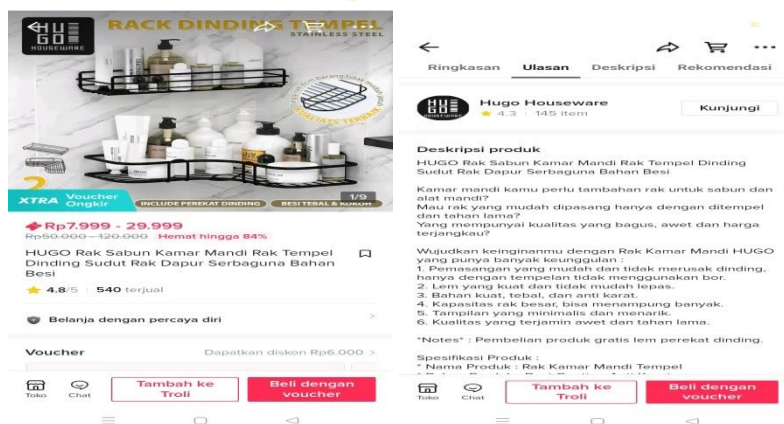 HUGO
HOUSEWARE
RACK DINDING TEMPEL
STAINLESS STEEL
2
XTRA Voucher Ongkir
INCLUDE PEREKAT DINDING
BESI TEBAL & KOKOH
1/9
Rp7.999 - 29.999
Rp50.000 - 120.000 Hemat hingga 84%
HUGO Rak Sabun Kamar Mandi Rak Tempel
Dinding Sudut Rak Dapur Serbaguna Bahan
Besi
4.8/5 540 terjual
Belanja dengan percaya diri
Voucher Dapatkan diskon Rp6.000 >
Toko
Chat
Tambah ke
Troli
Beli dengan
voucher
Ringkasan Ulasan Deskripsi Rekomendasi
HUGO
Hugo Houseware
4.3 145 item
Kunjungi
Deskripsi produk
HUGO Rak Sabun Kamar Mandi Rak Tempel Dinding
Sudut Rak Dapur Serbaguna Bahan Besi
Kamar mandi kamu perlu tambahan rak untuk sabun dan
alat mandi?
Mau rak yang mudah dipasang hanya dengan ditempel
dan tahan lama?
Yang mempunyai kualitas yang bagus, awet dan harga
terjangkau?
Wujudkan keinginanmu dengan Rak Kamar Mandi HUGO
yang punya banyak keunggulan :
1. Pemasangan yang mudah dan tidak merusak dinding,
hanya dengan tempelan tidak menggunakan bor.
2. Lem yang kuat dan tidak mudah lepas.
3. Bahan kuat, tebal, dan anti karat.
4. Kapasitas rak besar, bisa menampung banyak.
5. Tampilan yang minimalis dan menarik.
6. Kualitas yang terjamin awet dan tahan lama.
*Notes* : Pembelian produk gratis lem perekat dinding.
Spesifikasi Produk :
* Nama Produk : Rak Kamar Mandi Tempel
Toko
Chat
Tambah ke
Troli
Beli dengan
voucher